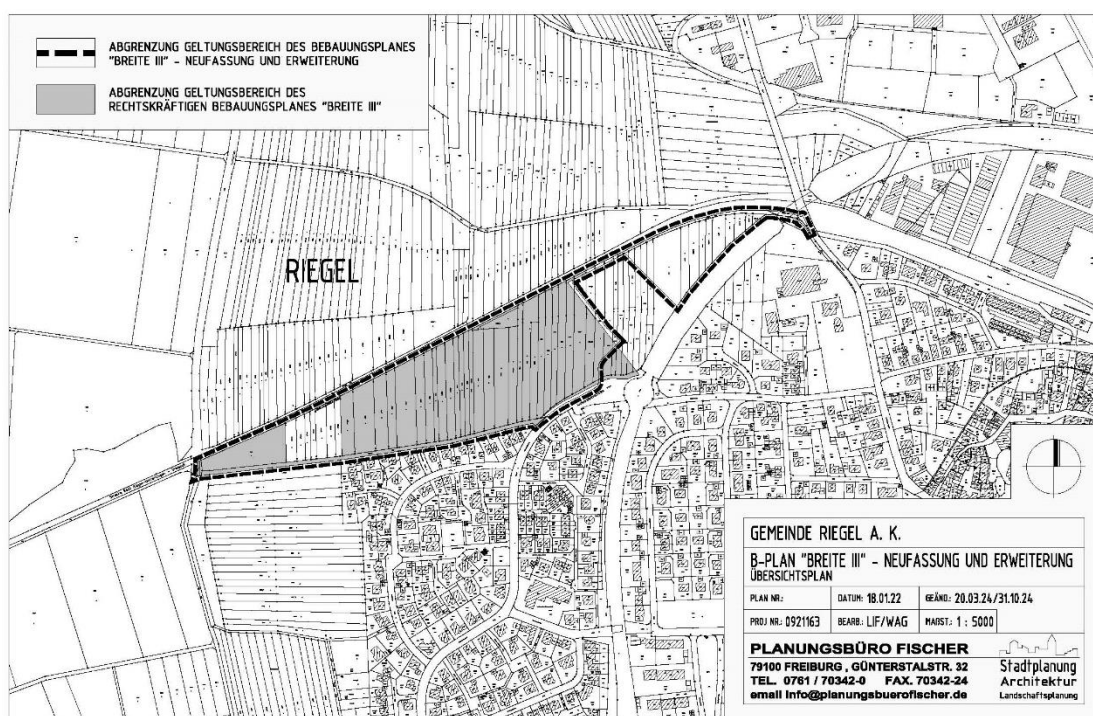 ABGRENZUNG GELTUNGSBEREICH DES BEBAUUNGSPLANES
"BREITE III" - NEUFASSUNG UND ERWEITERUNG
ABGRENZUNG GELTUNGSBEREICH DES
RECHTSKRÄFTIGEN BEBAUUNGSPLANES "BREITE III"
RIEGEL
GEMEINDE RIEGEL A. K.
B-PLAN "BREITE III" - NEUFASSUNG UND ERWEITERUNG
ÜBERSICHTSPLAN
PLAN NR.: DATUM: 18.01.22 GEÄND.: 20.03.24/31.10.24
PROJ NR.: 0921163 BEARB.: LIF/WAG MAßST.: 1 : 5000
PLANUNGSBÜRO FISCHER
79100 FREIBURG , GÜNTERSTALSTR. 32
TEL. 0761 / 70342-0 FAX. 70342-24
email info@planungsbuerofischer.de
Stadtplanung
Architektur
Landschaftsplanung